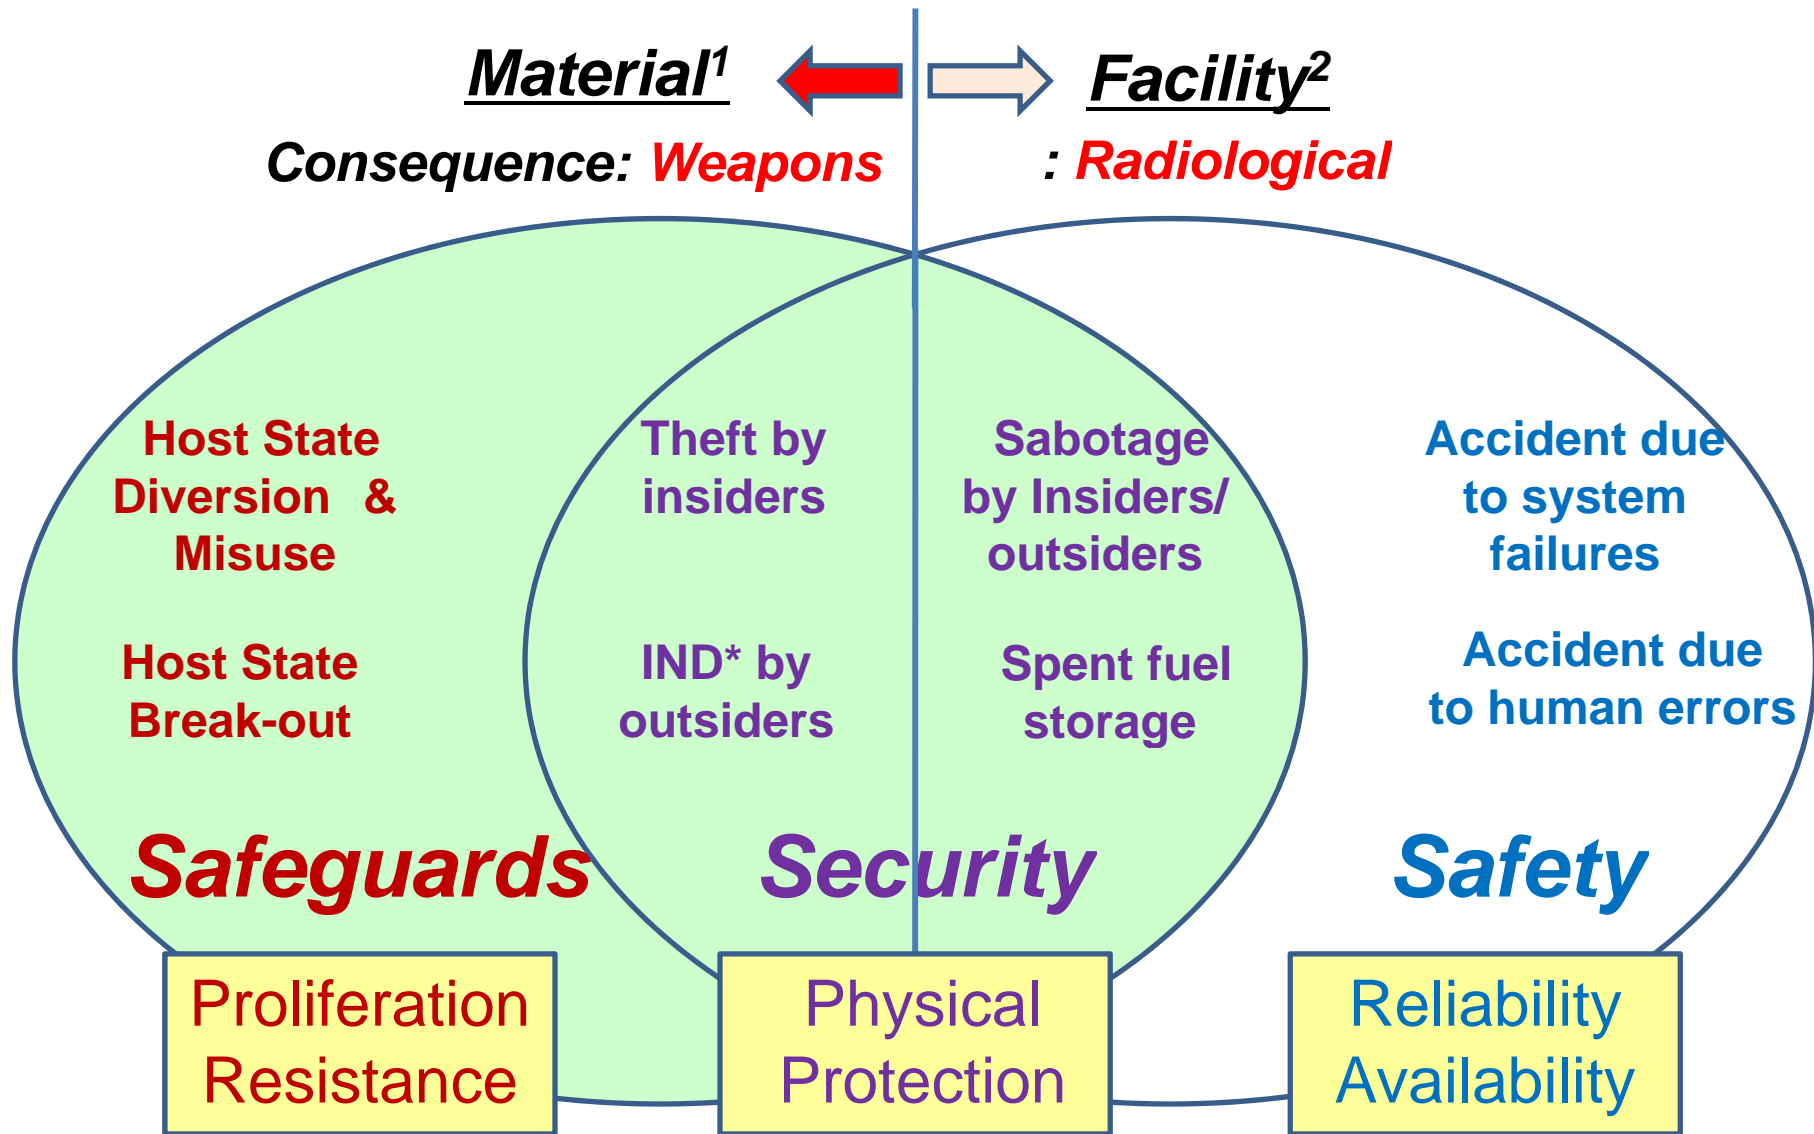 Material¹
Facility²
Consequence: Weapons
: Radiological
Host State
Diversion &
Misuse
Theft by
insiders
Sabotage
by Insiders/
outsiders
Accident due
to system
failures
Host State
Break-out
IND* by
outsiders
Spent fuel
storage
Accident due
to human errors
Safeguards
Security
Safety
Proliferation
Resistance
Physical
Protection
Reliability
Availability